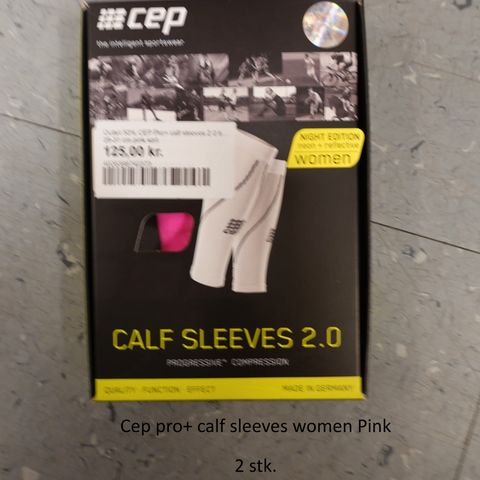 cep
the intelligent sportswear
125,00 kr.
NIGHT EDITION
neon + reflective
women
CALF SLEEVES 2.0
PROGRESSIVE+ COMPRESSION
QUALITY · FUNCTION · EFFECT
MADE IN GERMANY
Cep pro+ calf sleeves women Pink
2 stk.